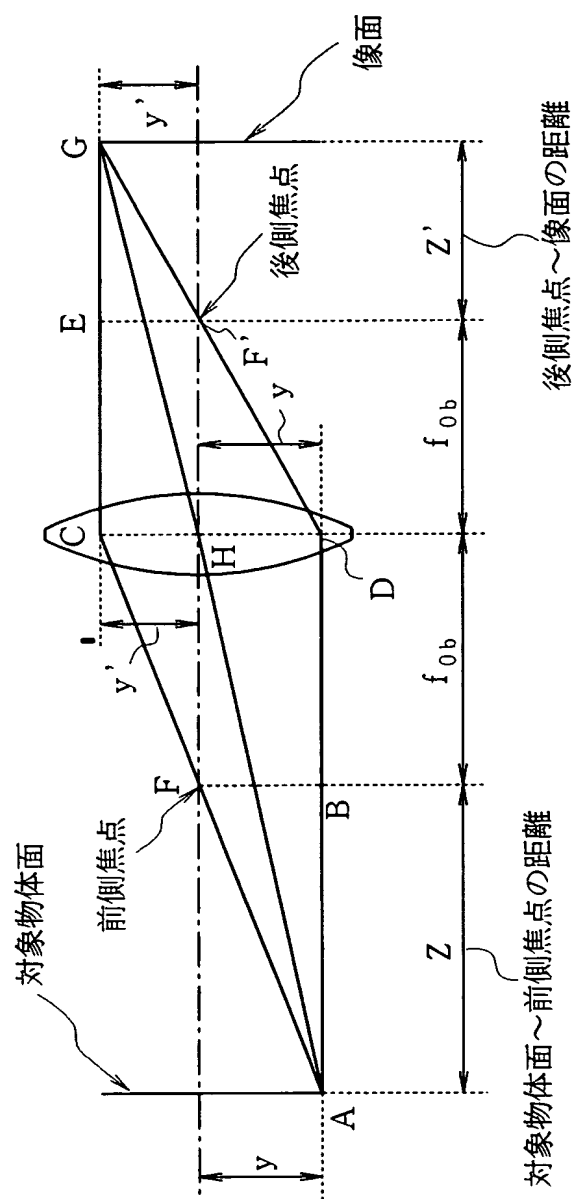 対象物体面
前側焦点
後側焦点
像面
A
B
C
D
E
F
F'
G
H
y
y'
y
y'
Z
f0b
f0b
Z'
対象物体面～前側焦点の距離
後側焦点～像面の距離